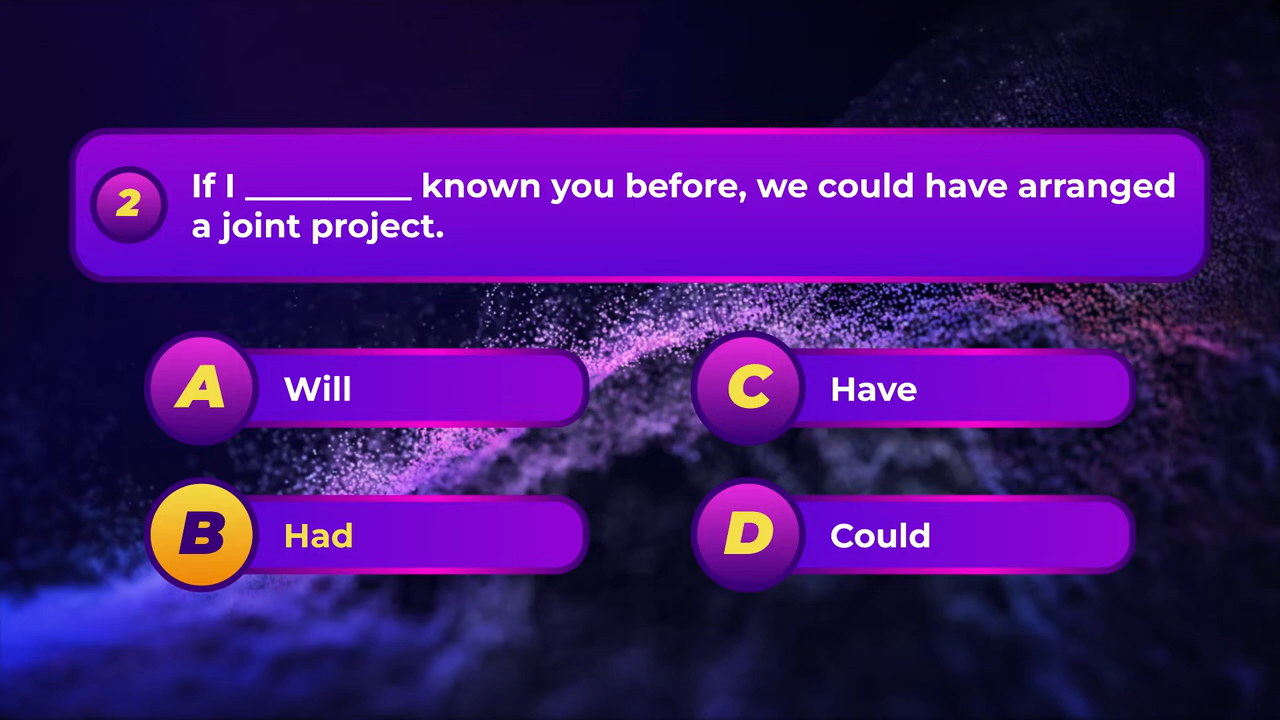 2
If I __________ known you before, we could have arranged
a joint project.
A Will
C Have
B Had
D Could